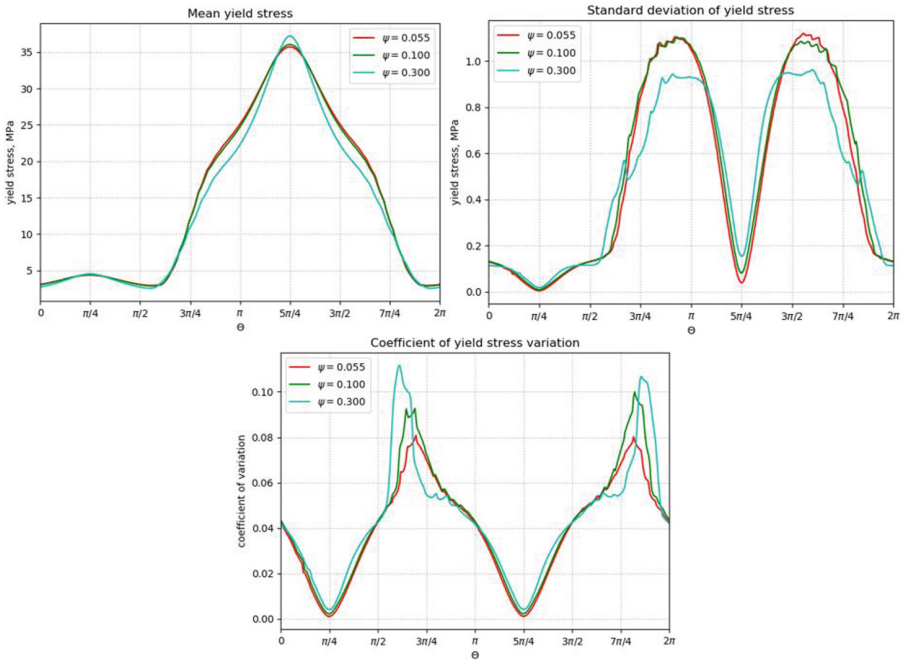 Mean yield stress
yield stress, MPa
35
30
25
20
15
10
5
ψ = 0.055
ψ = 0.100
ψ = 0.300
0
π/4
π/2
3π/4
π
5π/4
3π/2
7π/4
2π
Θ
Standard deviation of yield stress
yield stress, MPa
1.0
0.8
0.6
0.4
0.2
0.0
ψ = 0.055
ψ = 0.100
ψ = 0.300
0
π/4
π/2
3π/4
π
5π/4
3π/2
7π/4
2π
Θ
Coefficient of yield stress variation
coefficient of variation
0.10
0.08
0.06
0.04
0.02
0.00
ψ = 0.055
ψ = 0.100
ψ = 0.300
0
π/4
π/2
3π/4
π
5π/4
3π/2
7π/4
2π
Θ